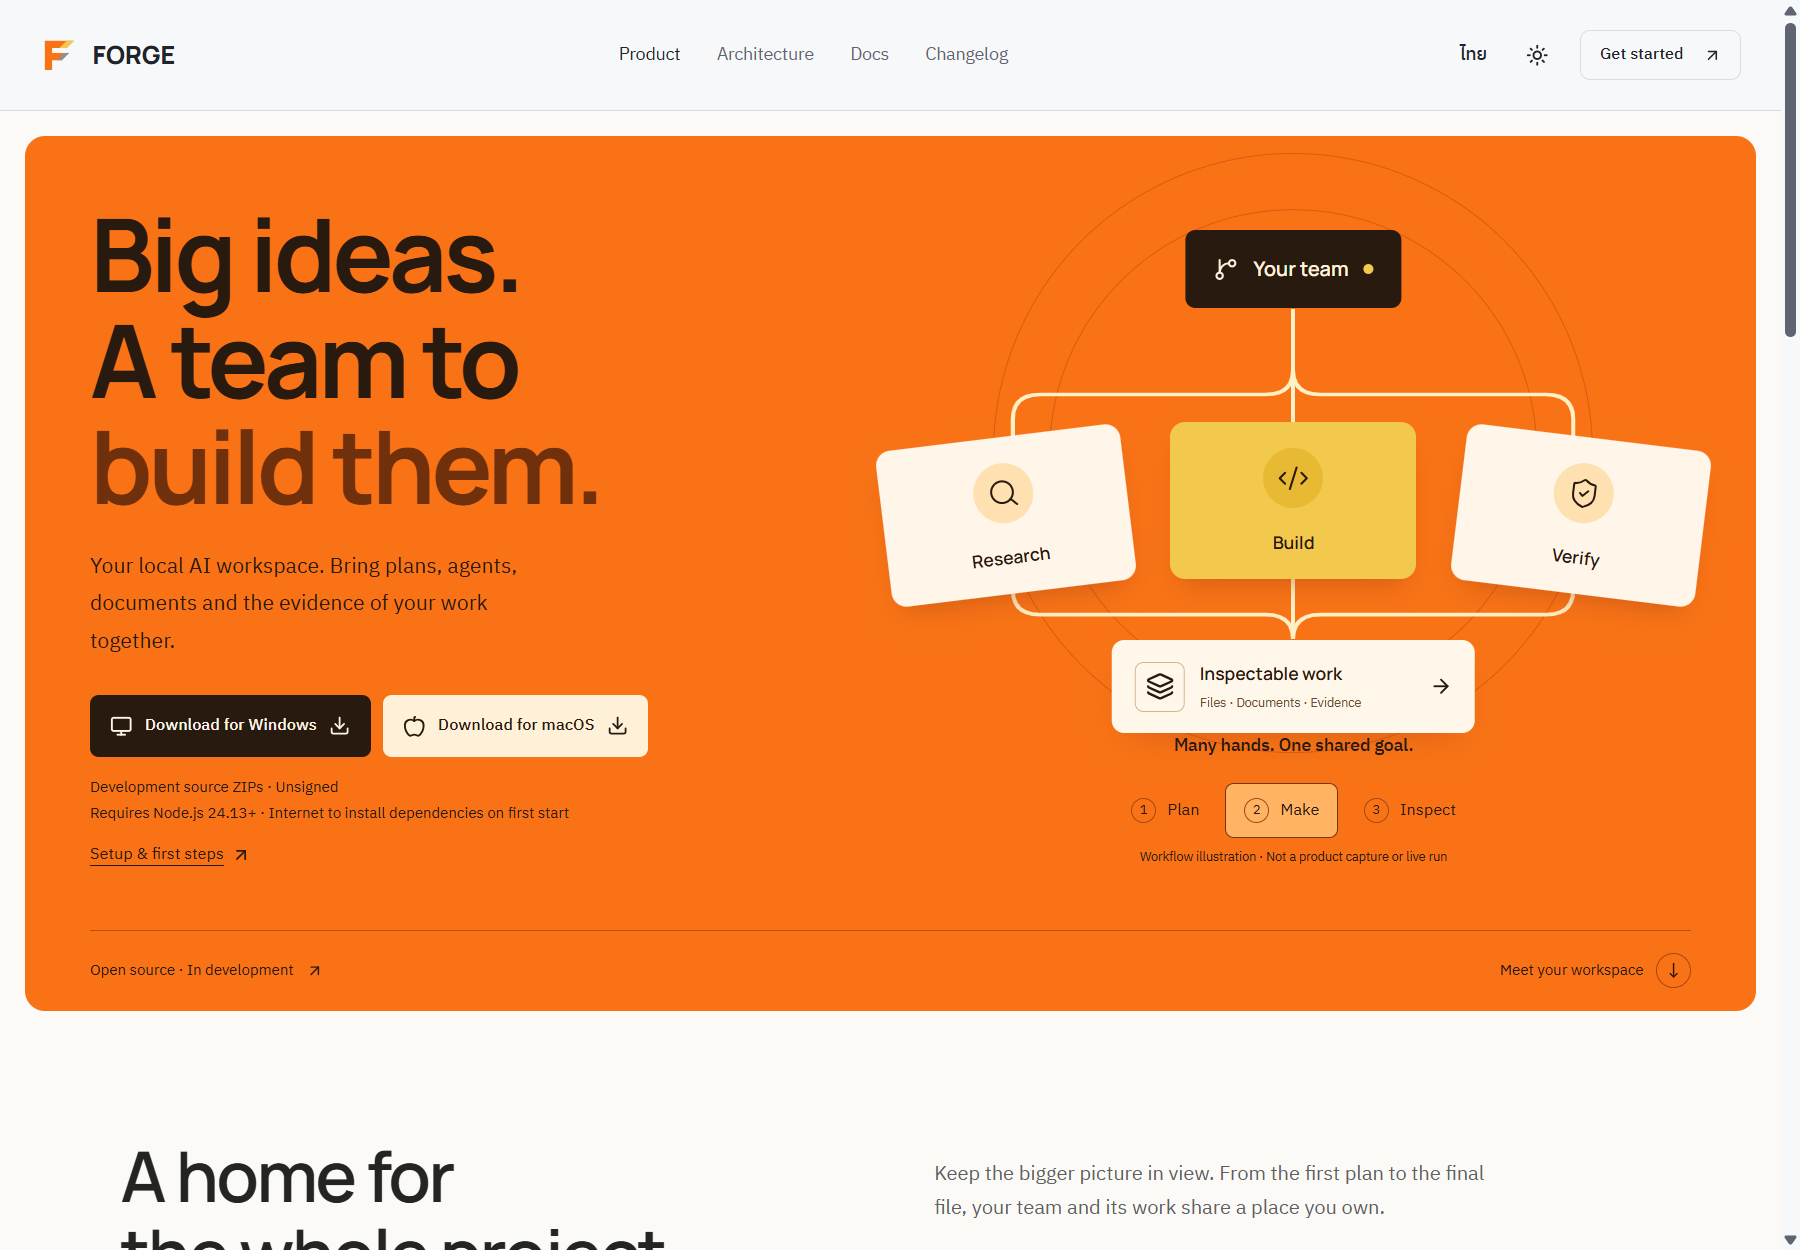 FORGE
Product
Architecture
Docs
Changelog
ไทย
Get started
Big ideas.
A team to
build them.
Your local AI workspace. Bring plans, agents,
documents and the evidence of your work
together.
Download for Windows
Download for macOS
Development source ZIPs · Unsigned
Requires Node.js 24.13+ · Internet to install dependencies on first start
Setup & first steps
Your team
Research
Build
Verify
Inspectable work
Files · Documents · Evidence
Many hands. One shared goal.
1 Plan
2 Make
3 Inspect
Workflow illustration · Not a product capture or live run
Open source · In development
Meet your workspace
A home for
the whole project
Keep the bigger picture in view. From the first plan to the final
file, your team and its work share a place you own.